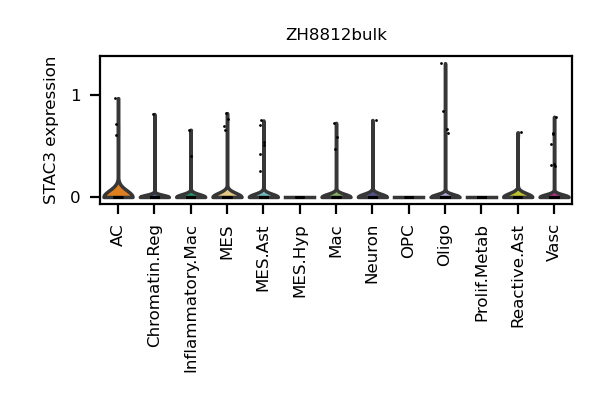 ZH8812bulk
STAC3 expression
1
0
AC
Chromatin.Reg
Inflammatory.Mac
MES
MES.Ast
MES.Hyp
Mac
Neuron
OPC
Oligo
Prolif.Metab
Reactive.Ast
Vasc